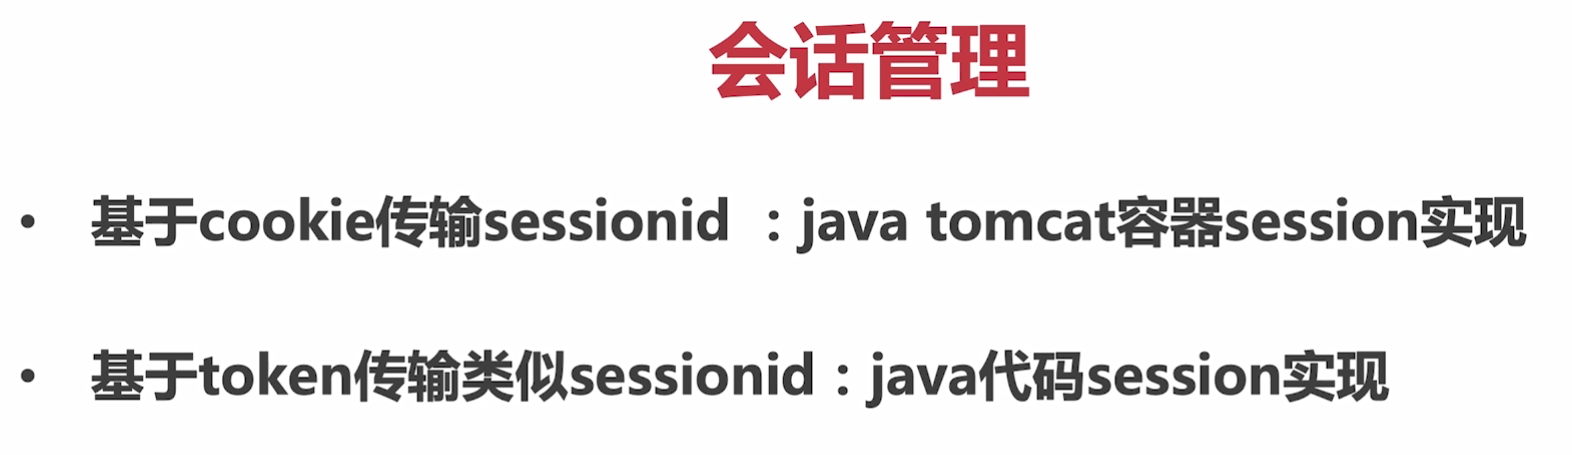 会话管理
• 基于cookie传输sessionid ：java tomcat容器session实现
• 基于token传输类似sessionid：java代码session实现